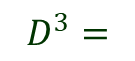 D³ =